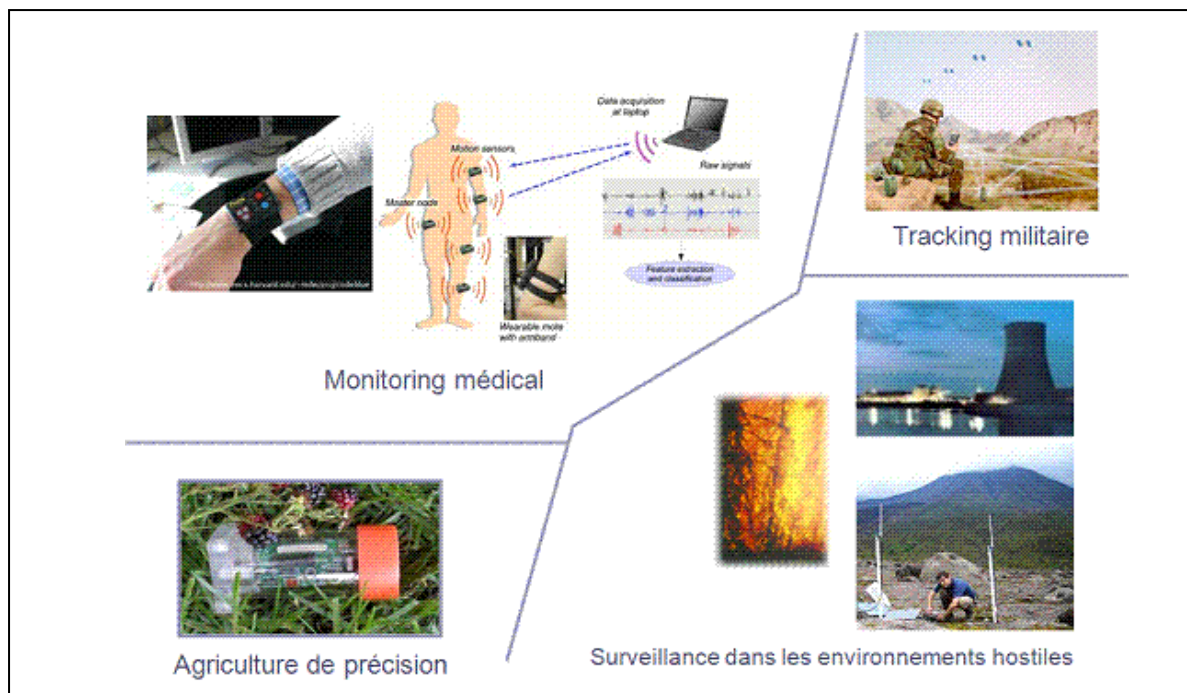 Data acquisition
at laptop
Motion sensors
Raw signals
Master node
Feature extraction
and classification
Wearable mote
with armband
Monitoring médical
Tracking militaire
Agriculture de précision
Surveillance dans les environnements hostiles